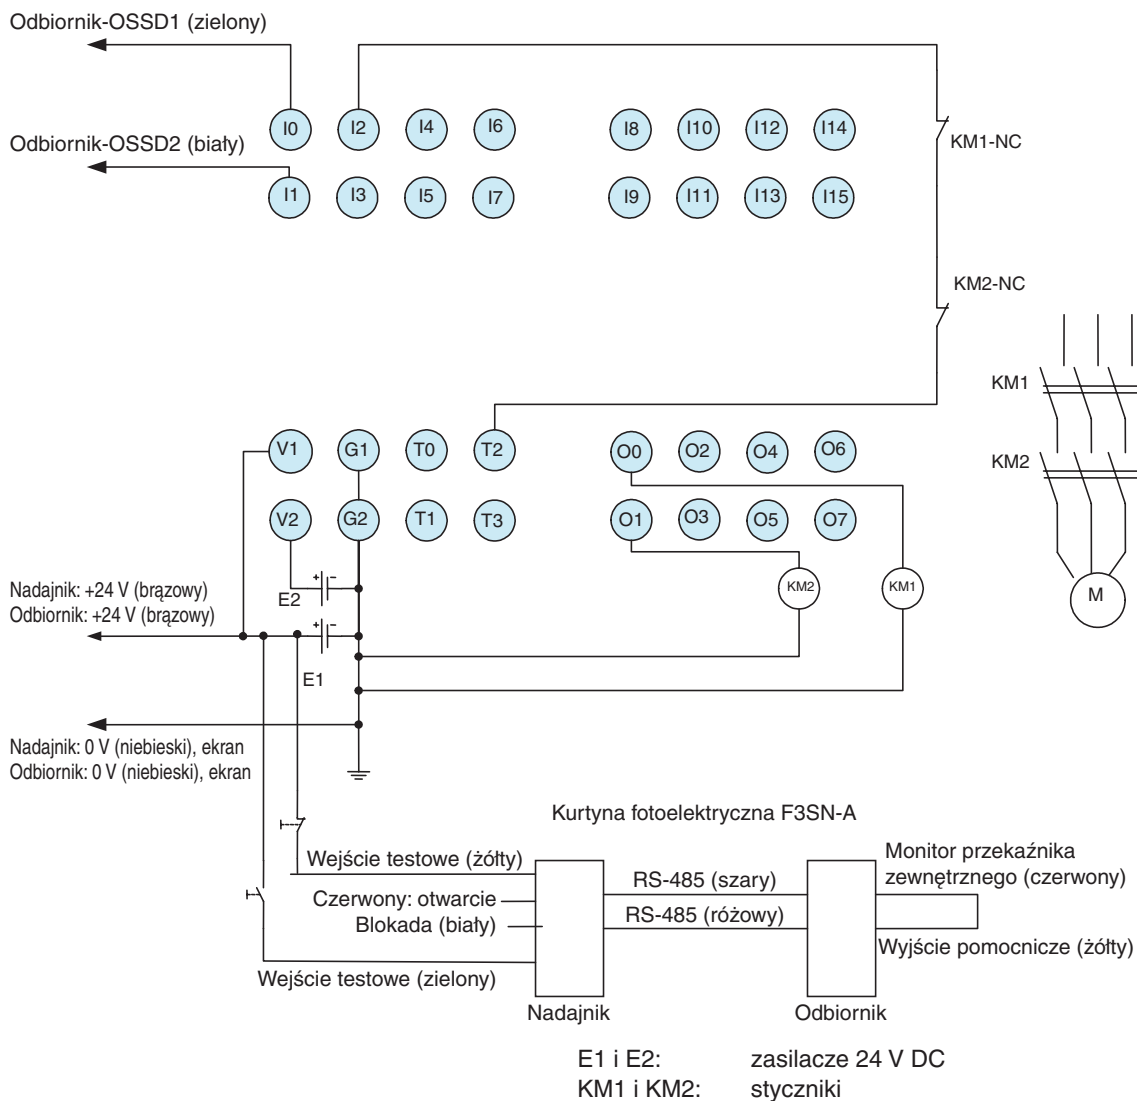 Odbiornik-OSSD1 (zielony)
I0 I2 I4 I6 I8 I10 I12 I14
KM1-NC
Odbiornik-OSSD2 (biały)
I1 I3 I5 I7 I9 I11 I13 I15
KM2-NC
KM1
V1 G1 T0 T2 O0 O2 O4 O6
KM2
V2 G2 T1 T3 O1 O3 O5 O7
+ -
E2
KM2 KM1
M
Nadajnik: +24 V (brązowy)
Odbiornik: +24 V (brązowy)
+ -
E1
Nadajnik: 0 V (niebieski), ekran
Odbiornik: 0 V (niebieski), ekran
Kurtyna fotoelektryczna F3SN-A
Wejście testowe (żółty)
Czerwony: otwarcie
Blokada (biały)
Wejście testowe (zielony)
RS-485 (szary)
RS-485 (różowy)
Monitor przekaźnika
zewnętrznego (czerwony)
Wyjście pomocnicze (żółty)
Nadajnik
Odbiornik
E1 i E2: zasilacze 24 V DC
KM1 i KM2: styczniki